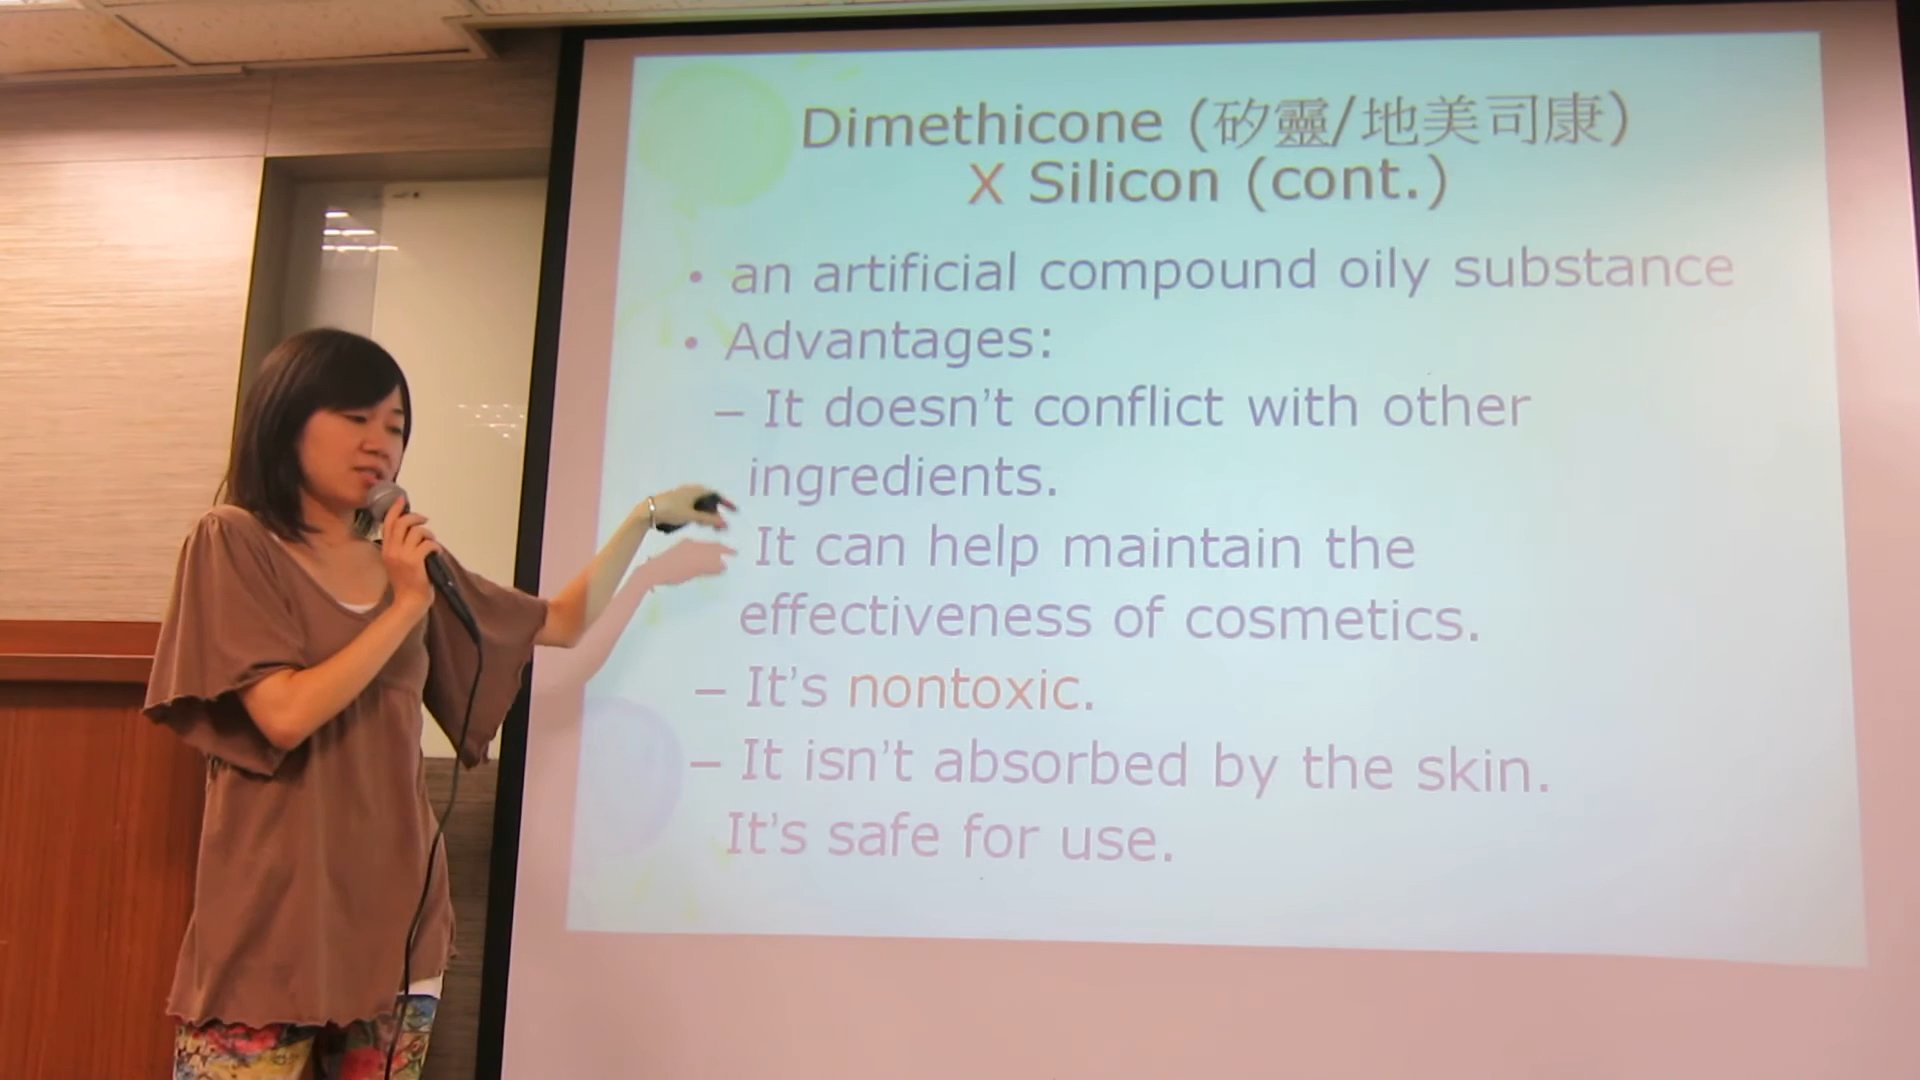 Dimethicone (矽靈/地美司康)
X Silicon (cont.)
• an artificial compound oily substance
• Advantages:
– It doesn't conflict with other
ingredients.
It can help maintain the
effectiveness of cosmetics.
– It's nontoxic.
– It isn't absorbed by the skin.
It's safe for use.